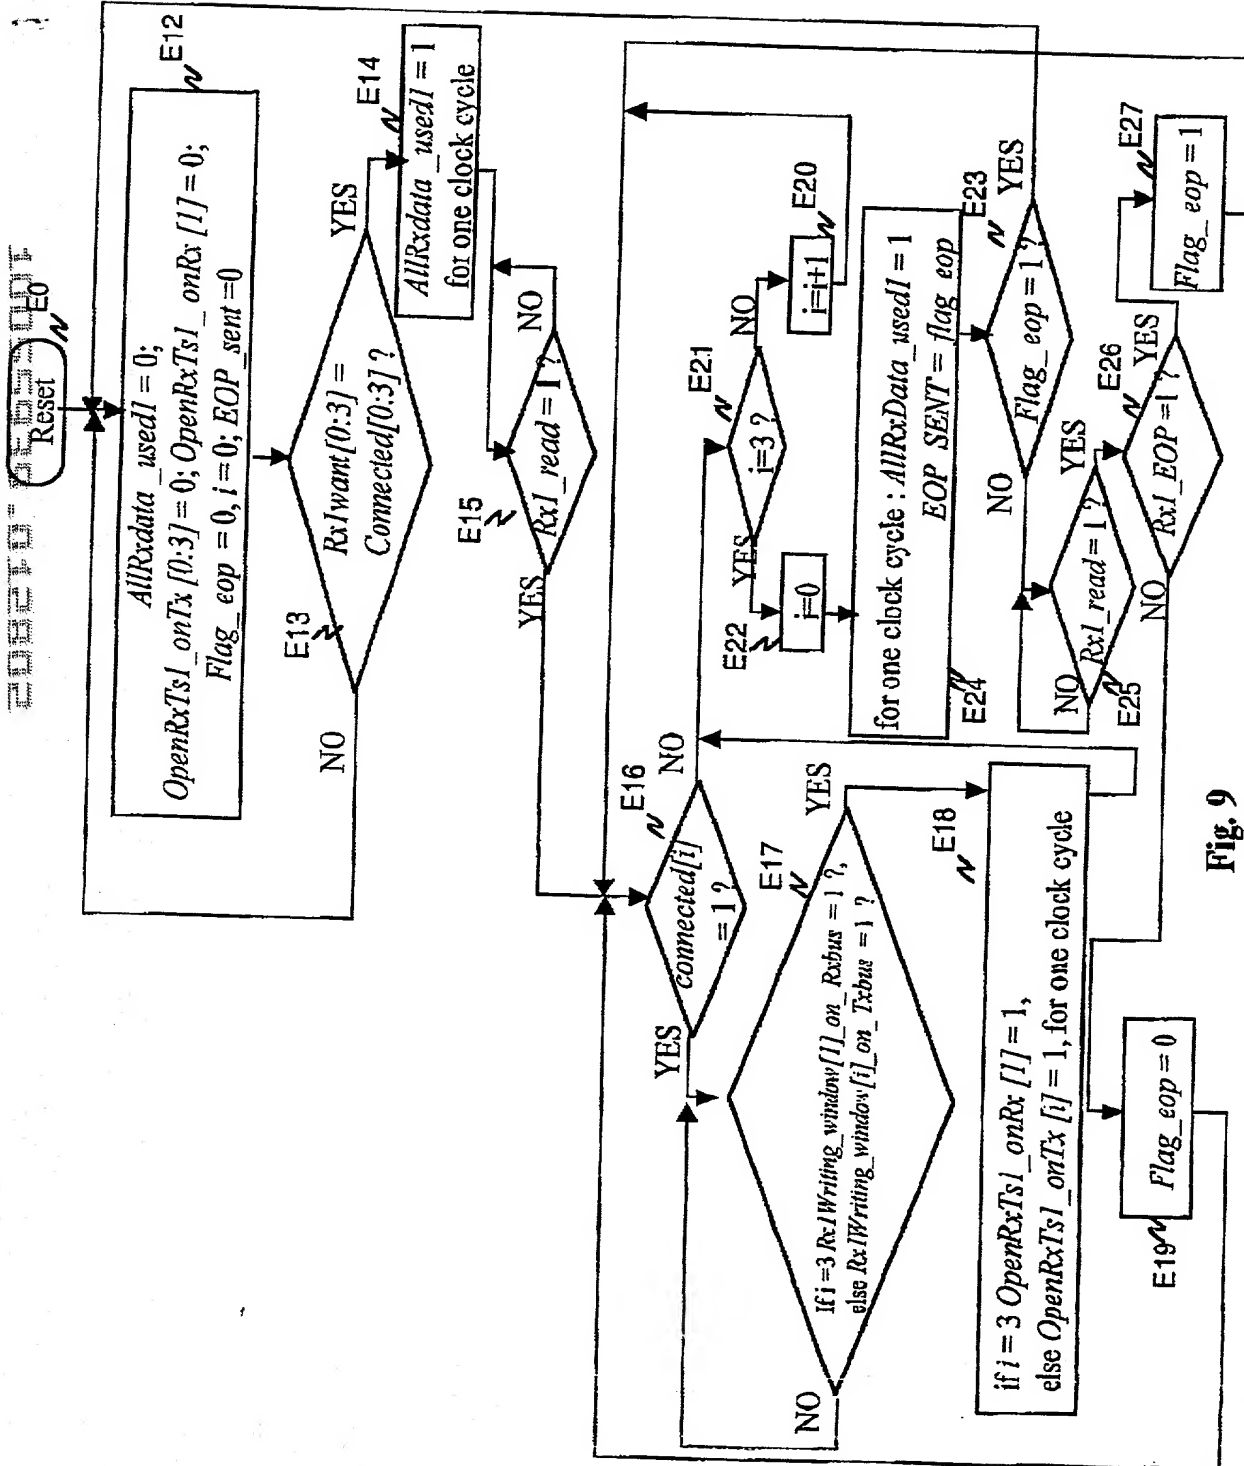 E0
Reset
E12
AllRxdata_used1 = 0;
OpenRxTs1_onTx [0:3] = 0; OpenRxTs1_onRx [1] = 0;
Flag_eop = 0, i = 0; EOP_sent =0
E13
Rx1want[0:3] =
Connected[0:3] ?
YES
NO
E14
AllRxdata_used1 = 1
for one clock cycle
E15
Rx1_read = 1 ?
NO
YES
E16
connected[i]
= 1 ?
NO
YES
E21
i=3 ?
NO
YES
E20
i=i+1
E22
i=0
E17
If i =3 Rx1Writing_window[1]_on_Rxbus = 1 ?,
else Rx1Writing_window[i]_on_Txbus = 1 ?
YES
NO
E24
for one clock cycle : AllRxData_used1 = 1
EOP SENT = flag_eop
E23
Flag_eop = 1 ?
YES
NO
E18
if i = 3 OpenRxTs1_onRx [1] = 1,
else OpenRxTs1_onTx [i] = 1, for one clock cycle
E25
Rx1_read = 1 ?
YES
NO
E26
Rx1_EOP =1 ?
YES
NO
E27
Flag_eop = 1
E19
Flag_eop = 0
Fig. 9